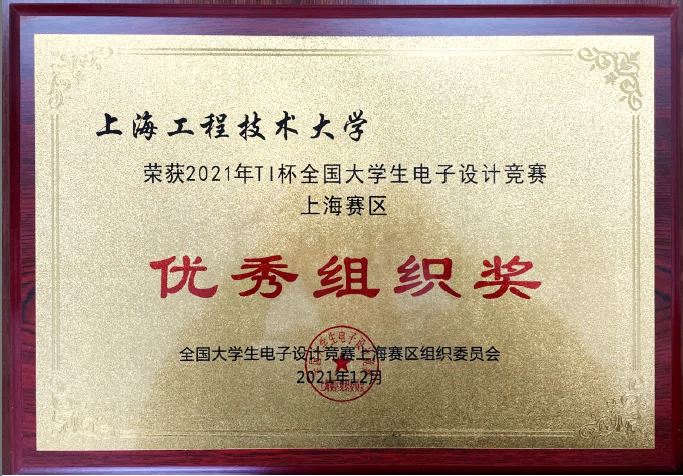 上海工程技术大学
荣获2021年TI杯全国大学生电子设计竞赛
上海赛区
优秀组织奖
全国大学生电子设计竞赛上海赛区组织委员会
2021年12月